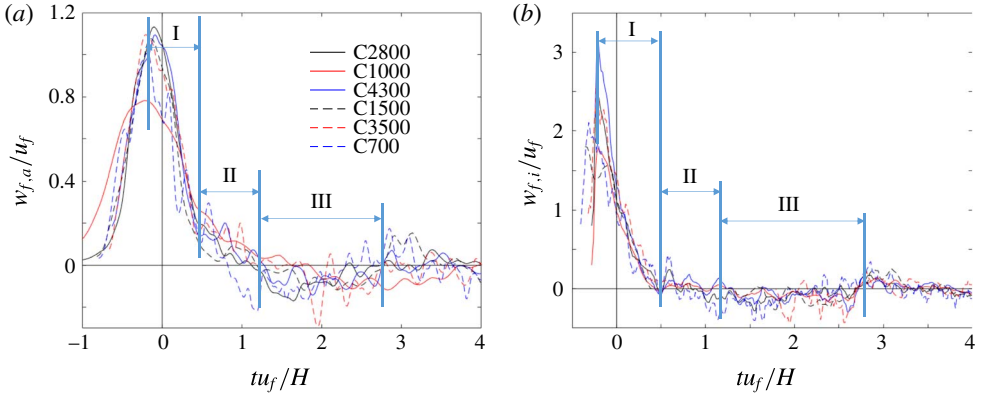 (a)
1.2
0.8
0.4
0
w_{f,a}/u_f
I
II
III
C2800
C1000
C4300
C1500
C3500
C700
−1 0 1 2 3 4
tu_f/H
(b)
3
2
1
0
w_{f,i}/u_f
I
II
III
0 1 2 3 4
tu_f/H